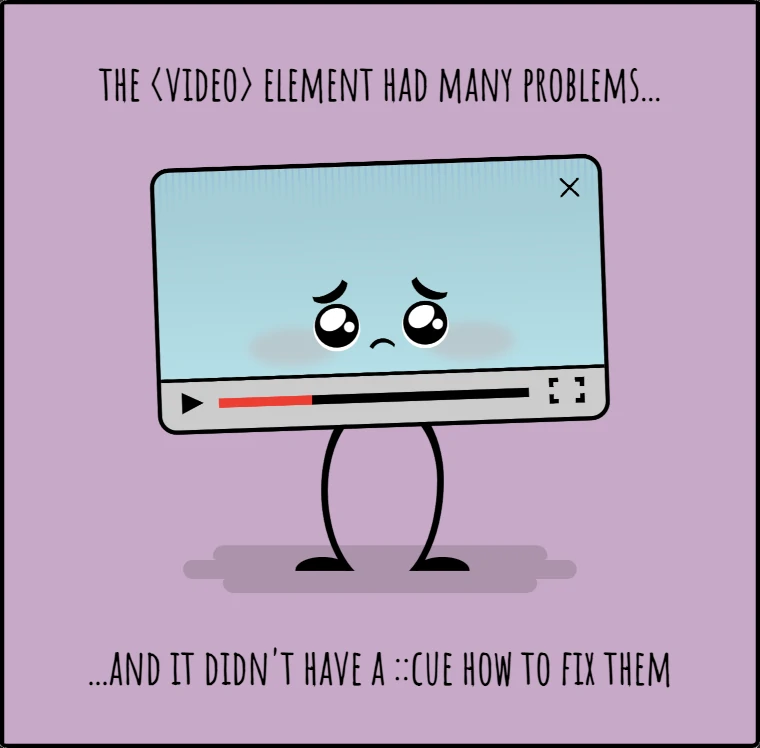 THE <VIDEO> ELEMENT HAD MANY PROBLEMS...
...AND IT DIDN'T HAVE A ::CUE HOW TO FIX THEM